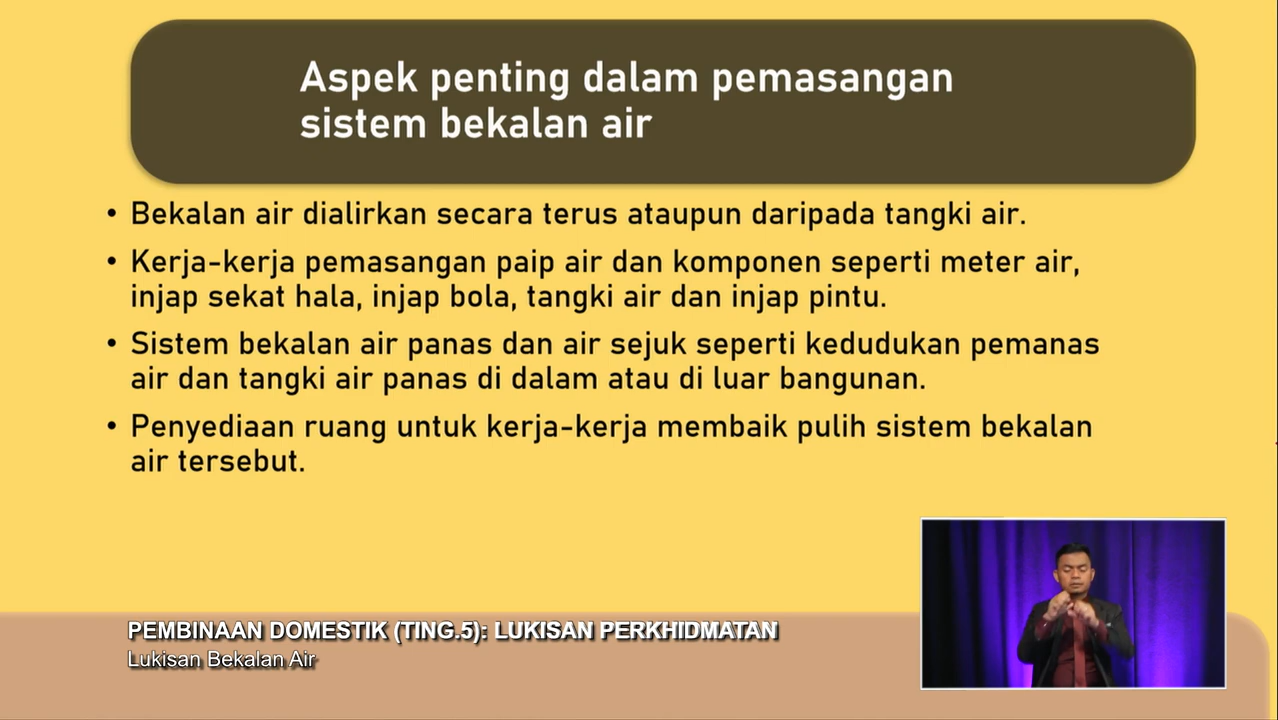 Aspek penting dalam pemasangan
sistem bekalan air
• Bekalan air dialirkan secara terus ataupun daripada tangki air.
• Kerja-kerja pemasangan paip air dan komponen seperti meter air,
injap sekat hala, injap bola, tangki air dan injap pintu.
• Sistem bekalan air panas dan air sejuk seperti kedudukan pemanas
air dan tangki air panas di dalam atau di luar bangunan.
• Penyediaan ruang untuk kerja-kerja membaik pulih sistem bekalan
air tersebut.
PEMBINAAN DOMESTIK (TING.5): LUKISAN PERKHIDMATAN
Lukisan Bekalan Air